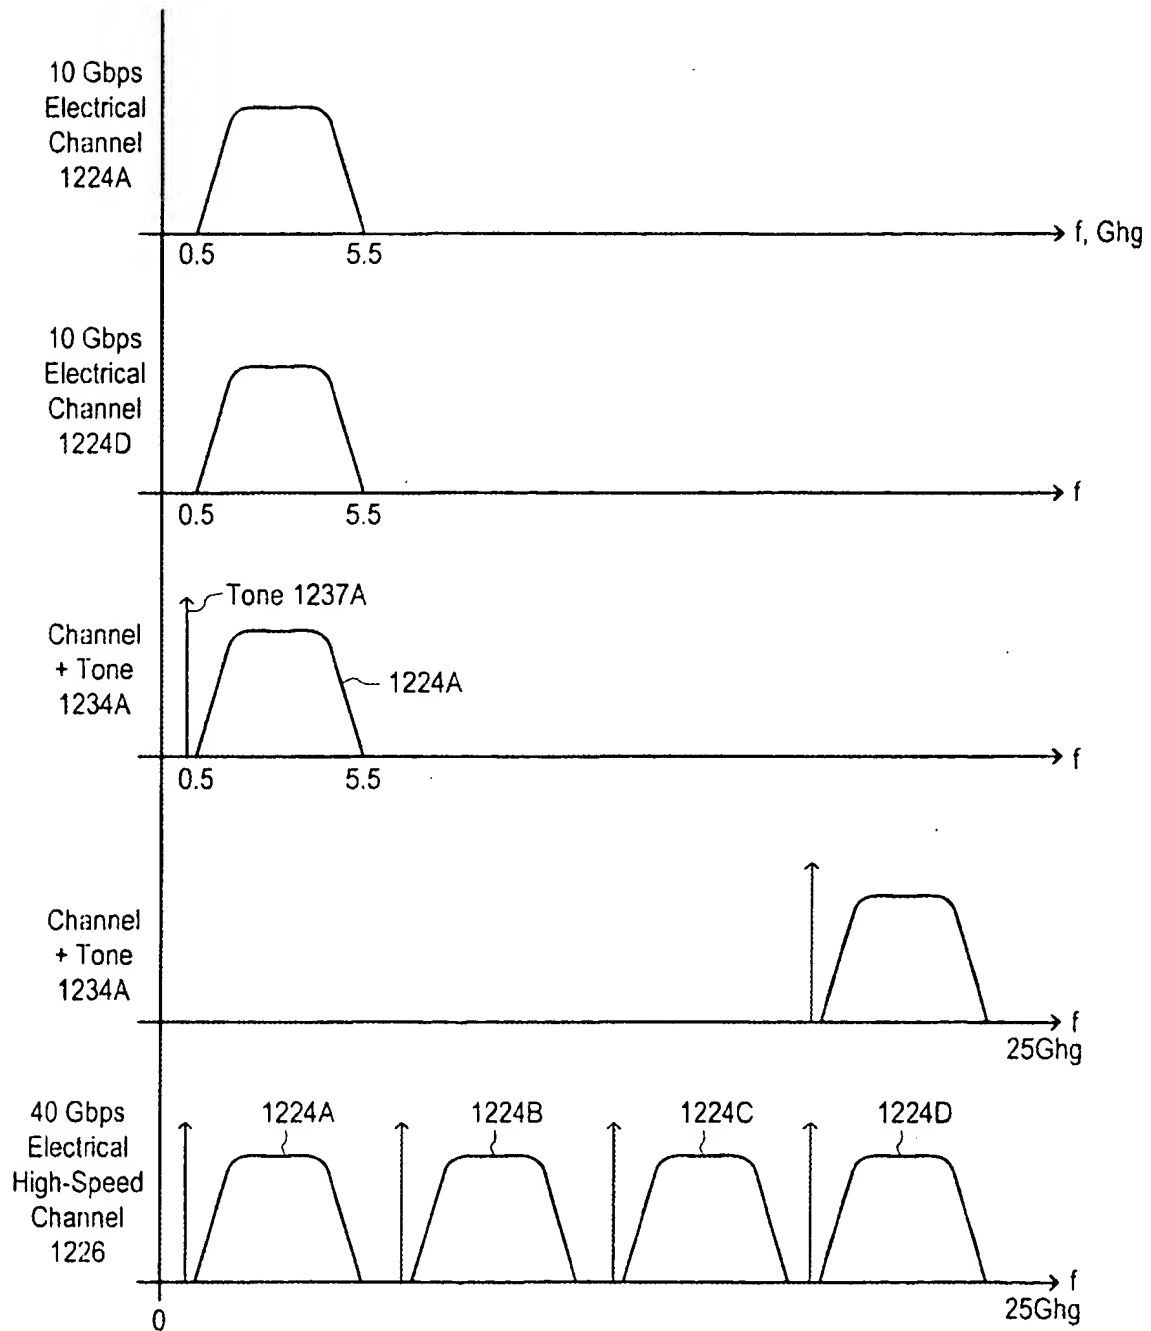 10 Gbps
Electrical
Channel
1224A
0.5
5.5
f, Ghg
10 Gbps
Electrical
Channel
1224D
0.5
5.5
f
Tone 1237A
Channel
+ Tone
1234A
1224A
0.5
5.5
f
Channel
+ Tone
1234A
f
25Ghg
40 Gbps
Electrical
High-Speed
Channel
1226
1224A
1224B
1224C
1224D
f
0
25Ghg